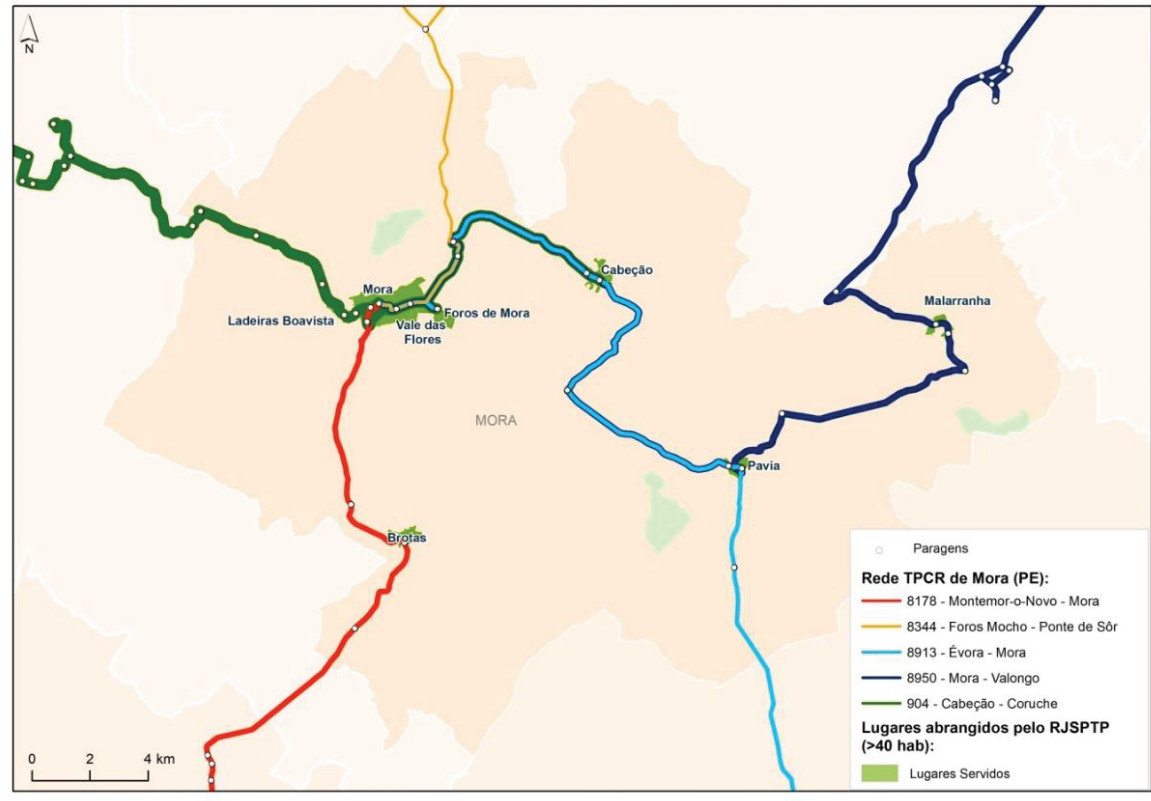 N
Cabeção
Mora
Malarranha
Foros de Mora
Ladeiras Boavista
Vale das
Flores
MORA
Pavia
Brotas
Paragens
Rede TPCR de Mora (PE):
8178 - Montemor-o-Novo - Mora
8344 - Foros Mocho - Ponte de Sôr
8913 - Évora - Mora
8950 - Mora - Valongo
904 - Cabeção - Coruche
Lugares abrangidos pelo RJSPTP
(>40 hab):
Lugares Servidos
0 2 4 km